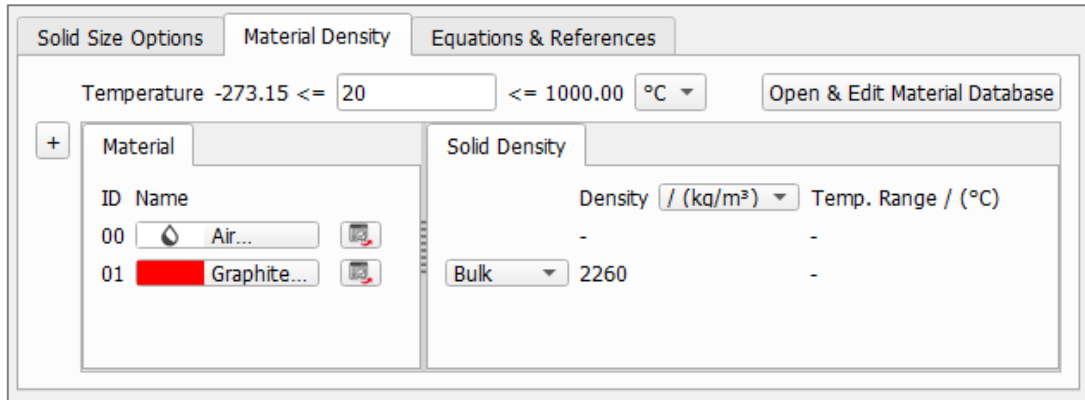 Solid Size Options Material Density Equations & References
Temperature -273.15 <= 20 <= 1000.00 °C Open & Edit Material Database
+ Material Solid Density
ID Name Density / (kg/m³) Temp. Range / (°C)
00 Air... - -
01 Graphite... Bulk 2260 -